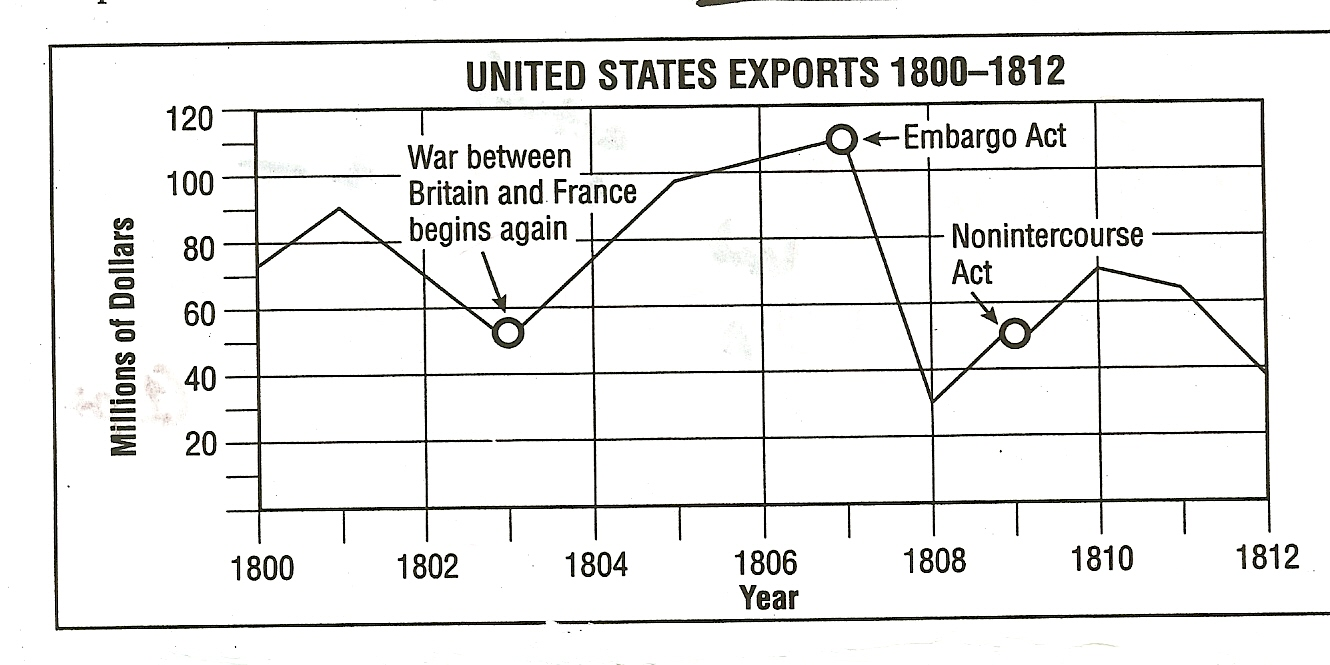 UNITED STATES EXPORTS 1800–1812
120
100
80
60
40
20
Millions of Dollars
War between
Britain and France
begins again
Embargo Act
Nonintercourse
Act
1800 1802 1804 1806 1808 1810 1812
Year